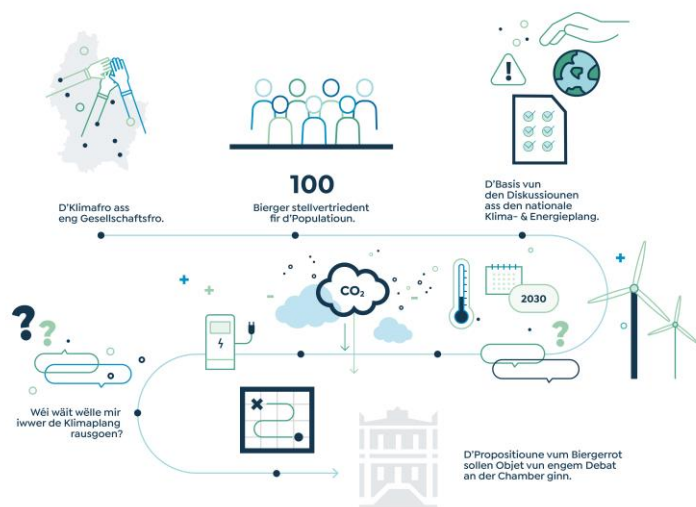 D'Klimafro ass
eng Gesellschaftsfro.
100
Bierger stellvertriedent
fir d'Populatioun.
!
D'Basis vun
den Diskussiounen
ass den nationale
Klima- & Energieplang.
CO₂
2030
?
??
Wéi wäit wëlle mir
iwwer de Klimaplang
rausgoen?
D'Propositioune vum Biergerrot
sollen Objet vun engem Debat
an der Chamber ginn.